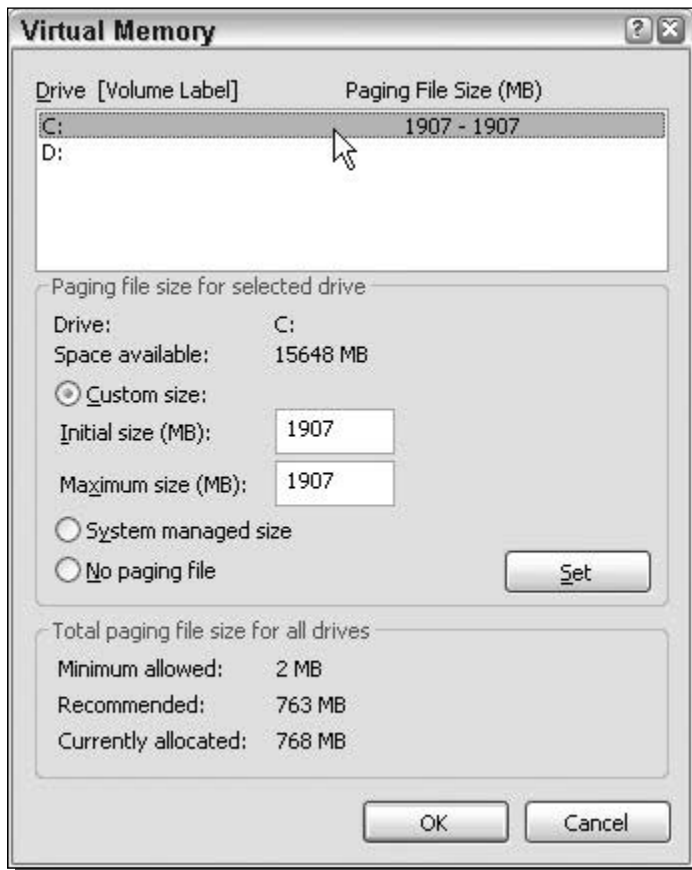 Virtual Memory
Drive [Volume Label] Paging File Size (MB)
C: 1907 - 1907
D:
Paging file size for selected drive
Drive: C:
Space available: 15648 MB
Custom size:
Initial size (MB): 1907
Maximum size (MB): 1907
System managed size
No paging file
Set
Total paging file size for all drives
Minimum allowed: 2 MB
Recommended: 763 MB
Currently allocated: 768 MB
OK Cancel